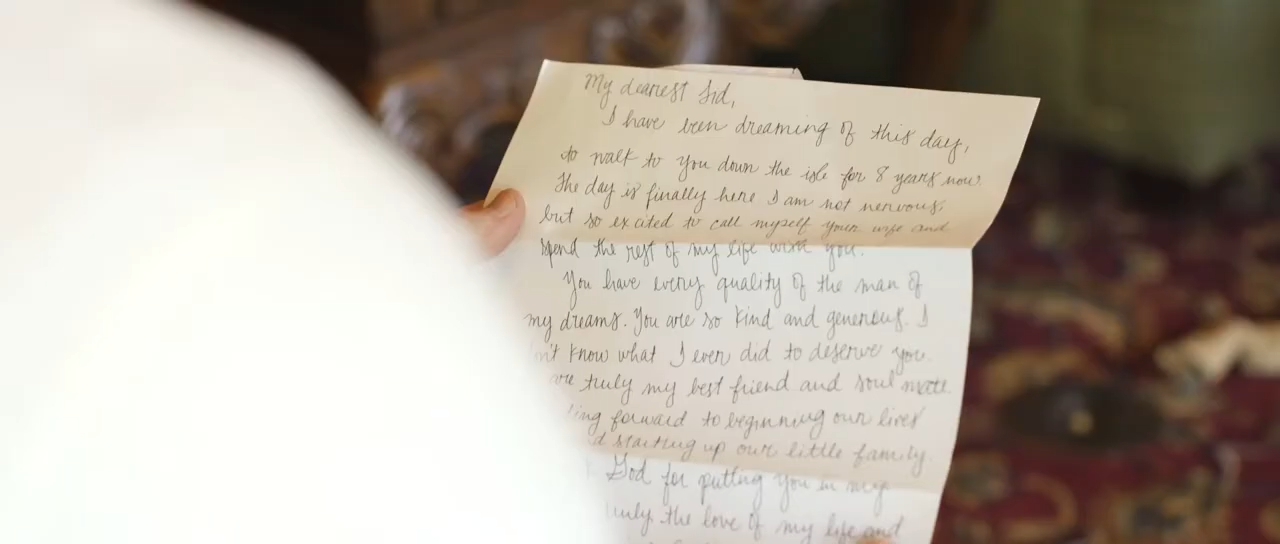 My dearest Sid,
I have been dreaming of this day,
to walk to you down the isle for 8 years now.
The day is finally here I am not nervous,
but so excited to call myself your wife and
spend the rest of my life with you.
You have every quality of the man of
my dreams. You are so kind and generous. I
know what I ever did to deserve you.
truly my best friend and soul mate.
forward to beginning our lives
starting up our little family.
God for putting you in my
the love of my life and